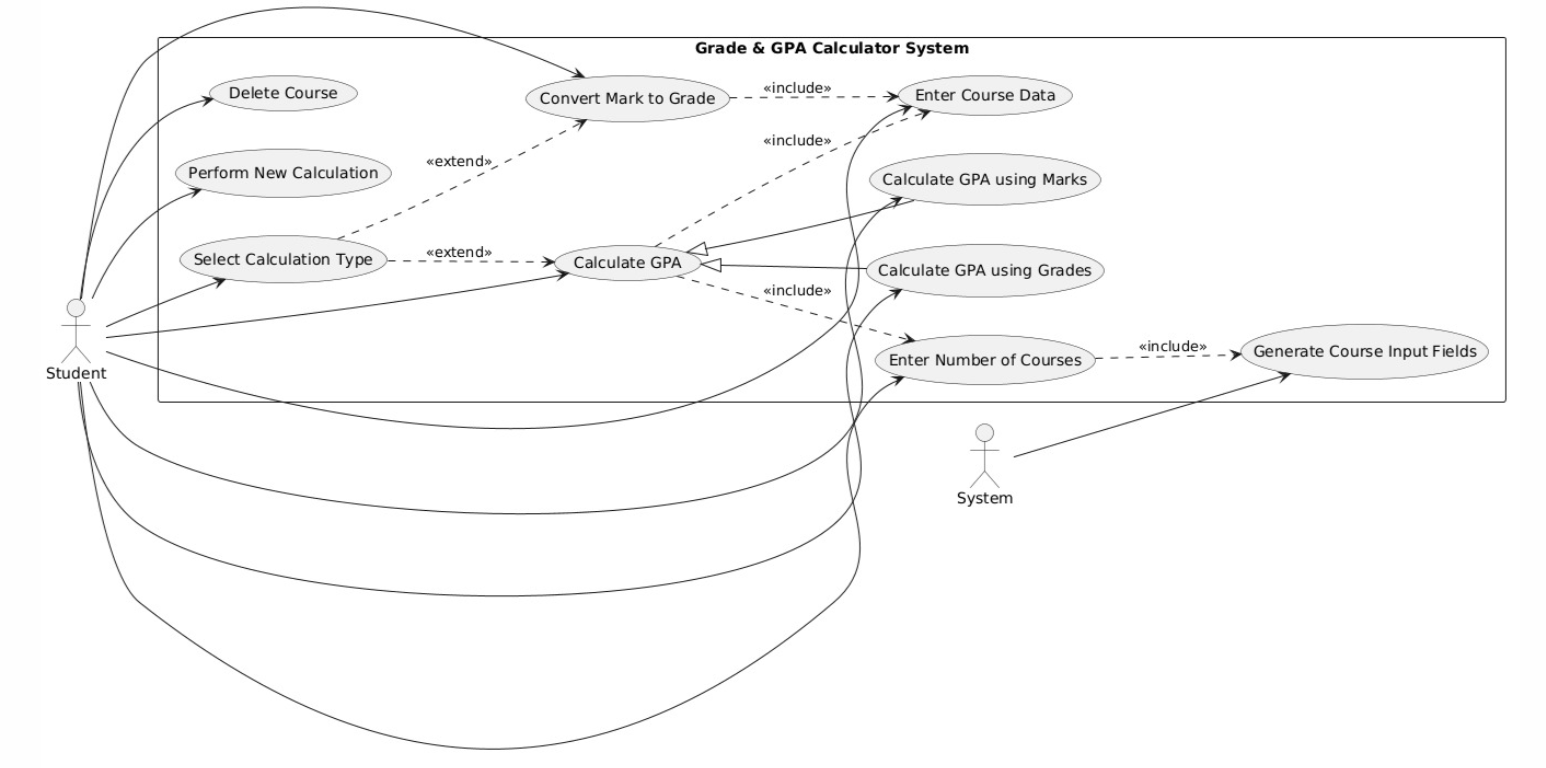 Grade & GPA Calculator System
Delete Course
Convert Mark to Grade
«include»
Enter Course Data
«include»
«extend»
Perform New Calculation
Calculate GPA using Marks
Select Calculation Type
«extend»
Calculate GPA
Calculate GPA using Grades
«include»
Enter Number of Courses
«include»
Generate Course Input Fields
Student
System